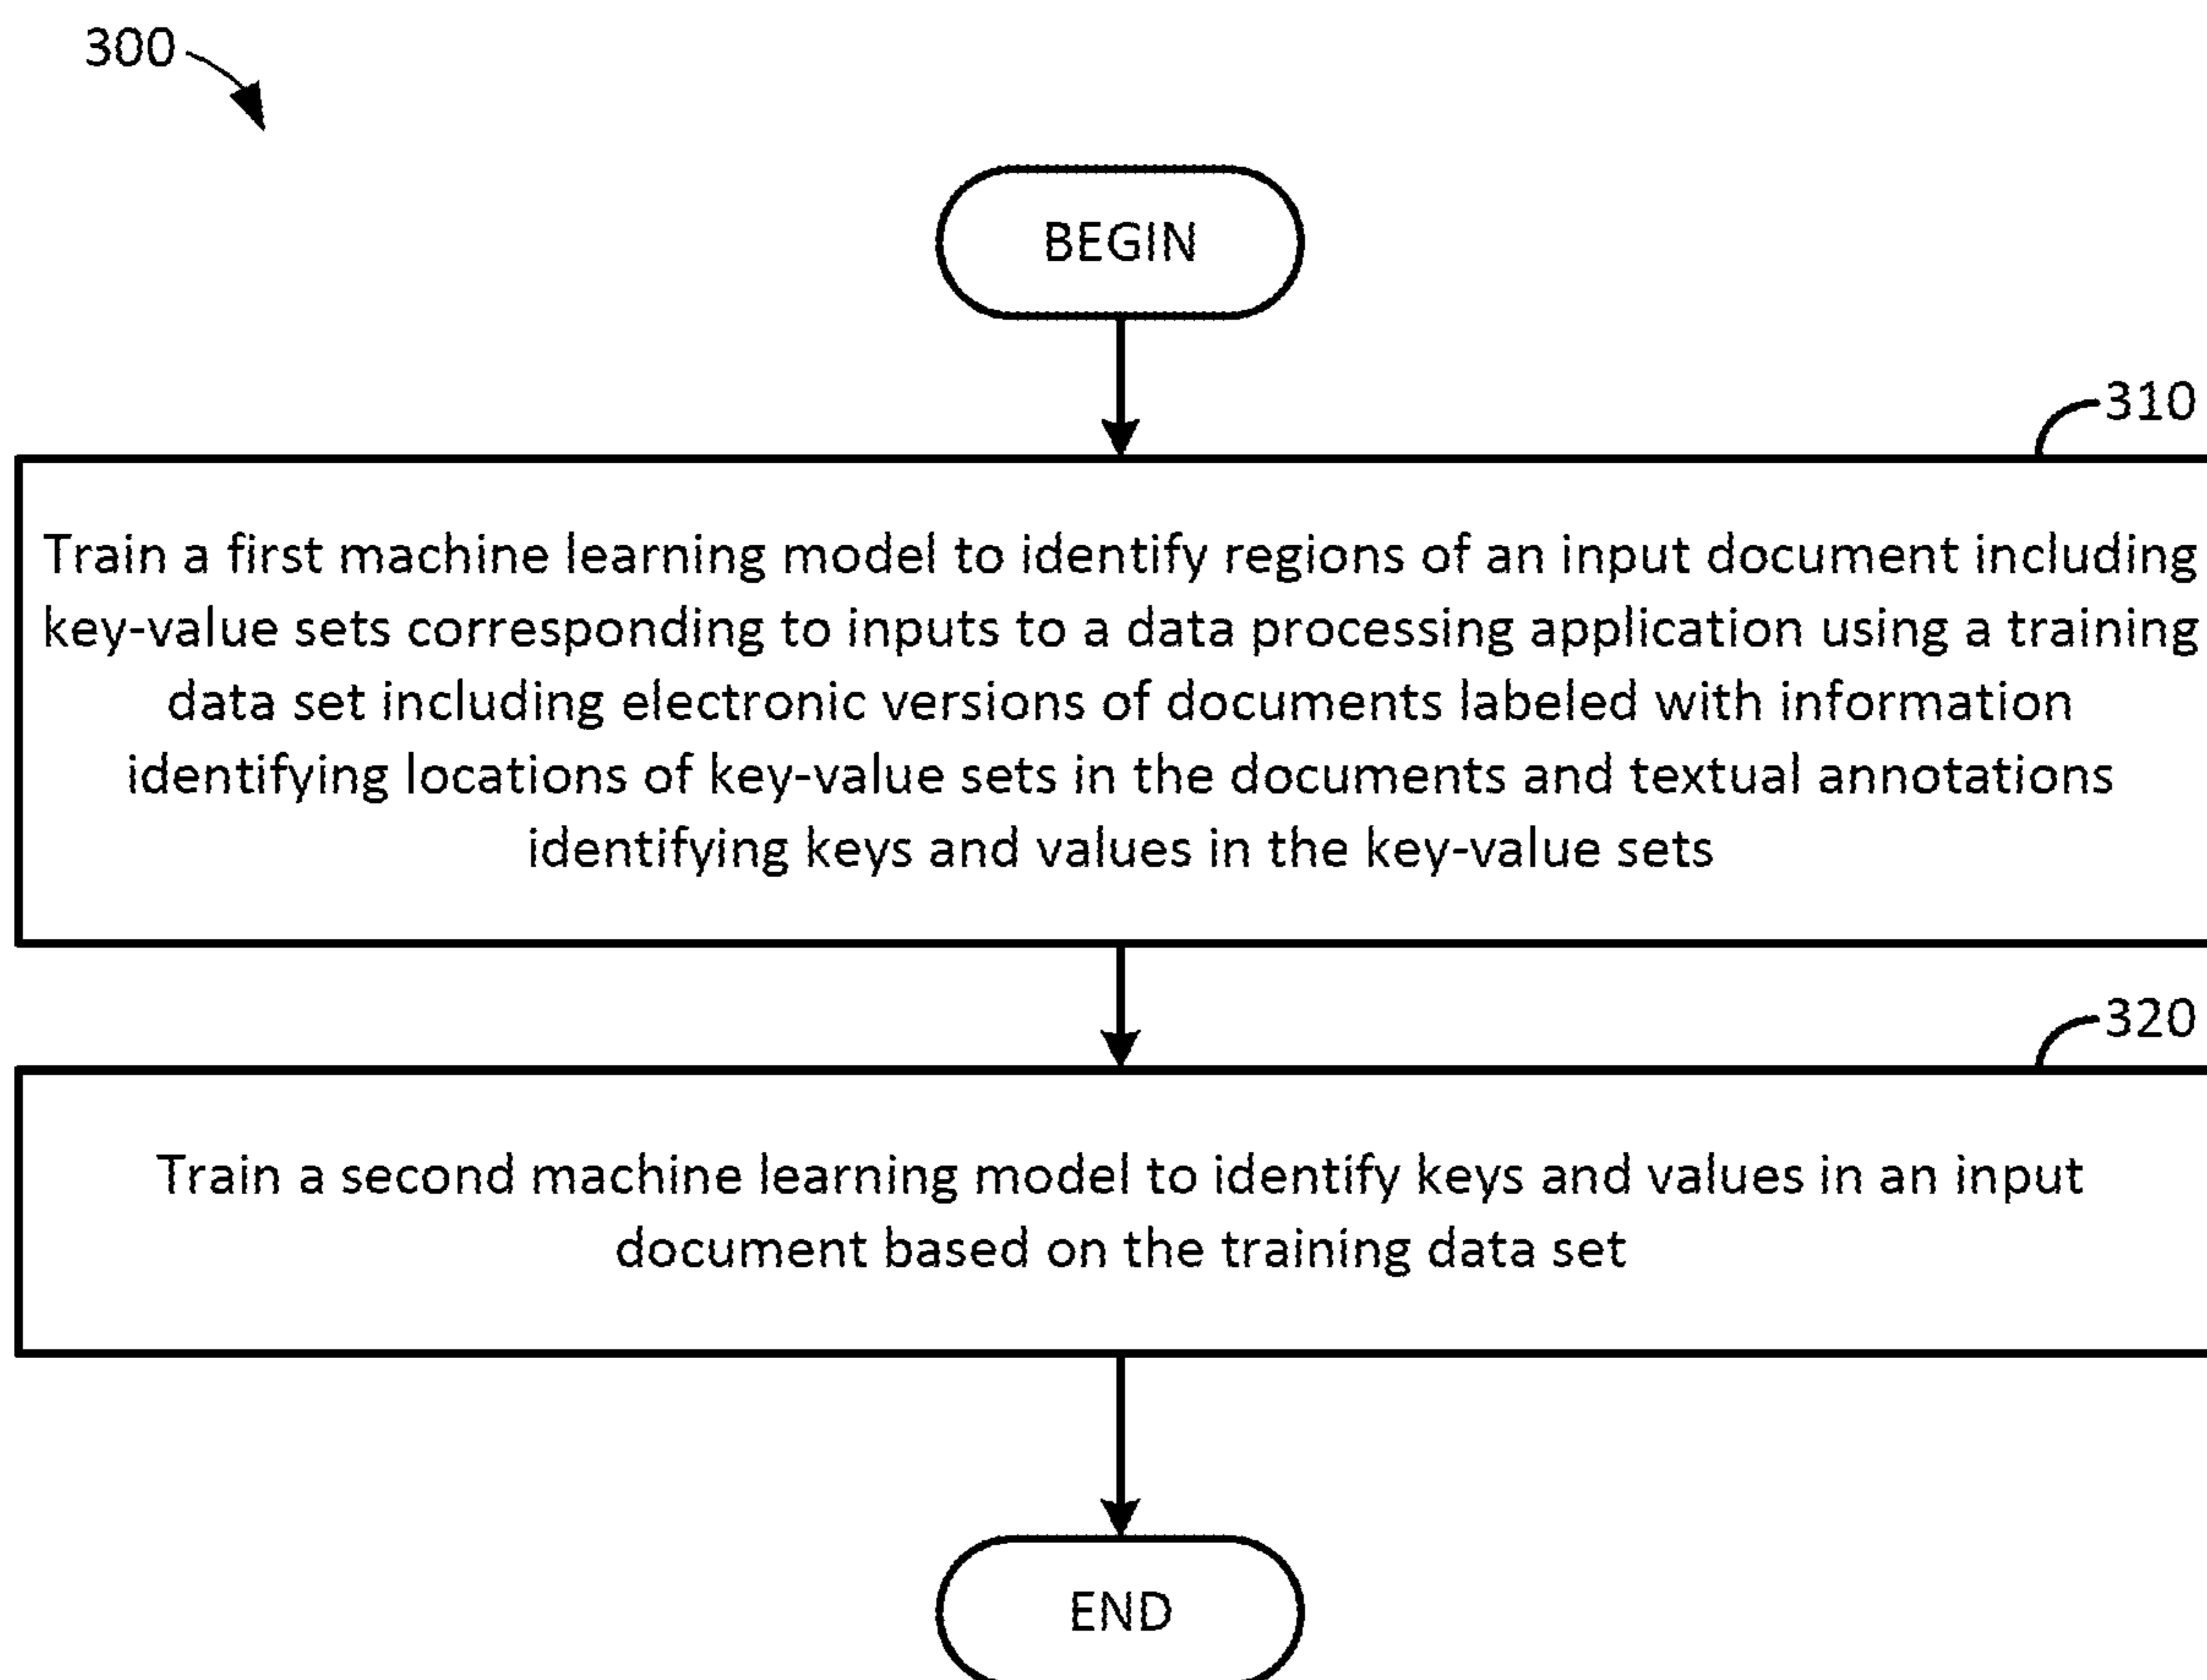 300
BEGIN
310
Train a first machine learning model to identify regions of an input document including
key-value sets corresponding to inputs to a data processing application using a training
data set including electronic versions of documents labeled with information
identifying locations of key-value sets in the documents and textual annotations
identifying keys and values in the key-value sets
320
Train a second machine learning model to identify keys and values in an input
document based on the training data set
END